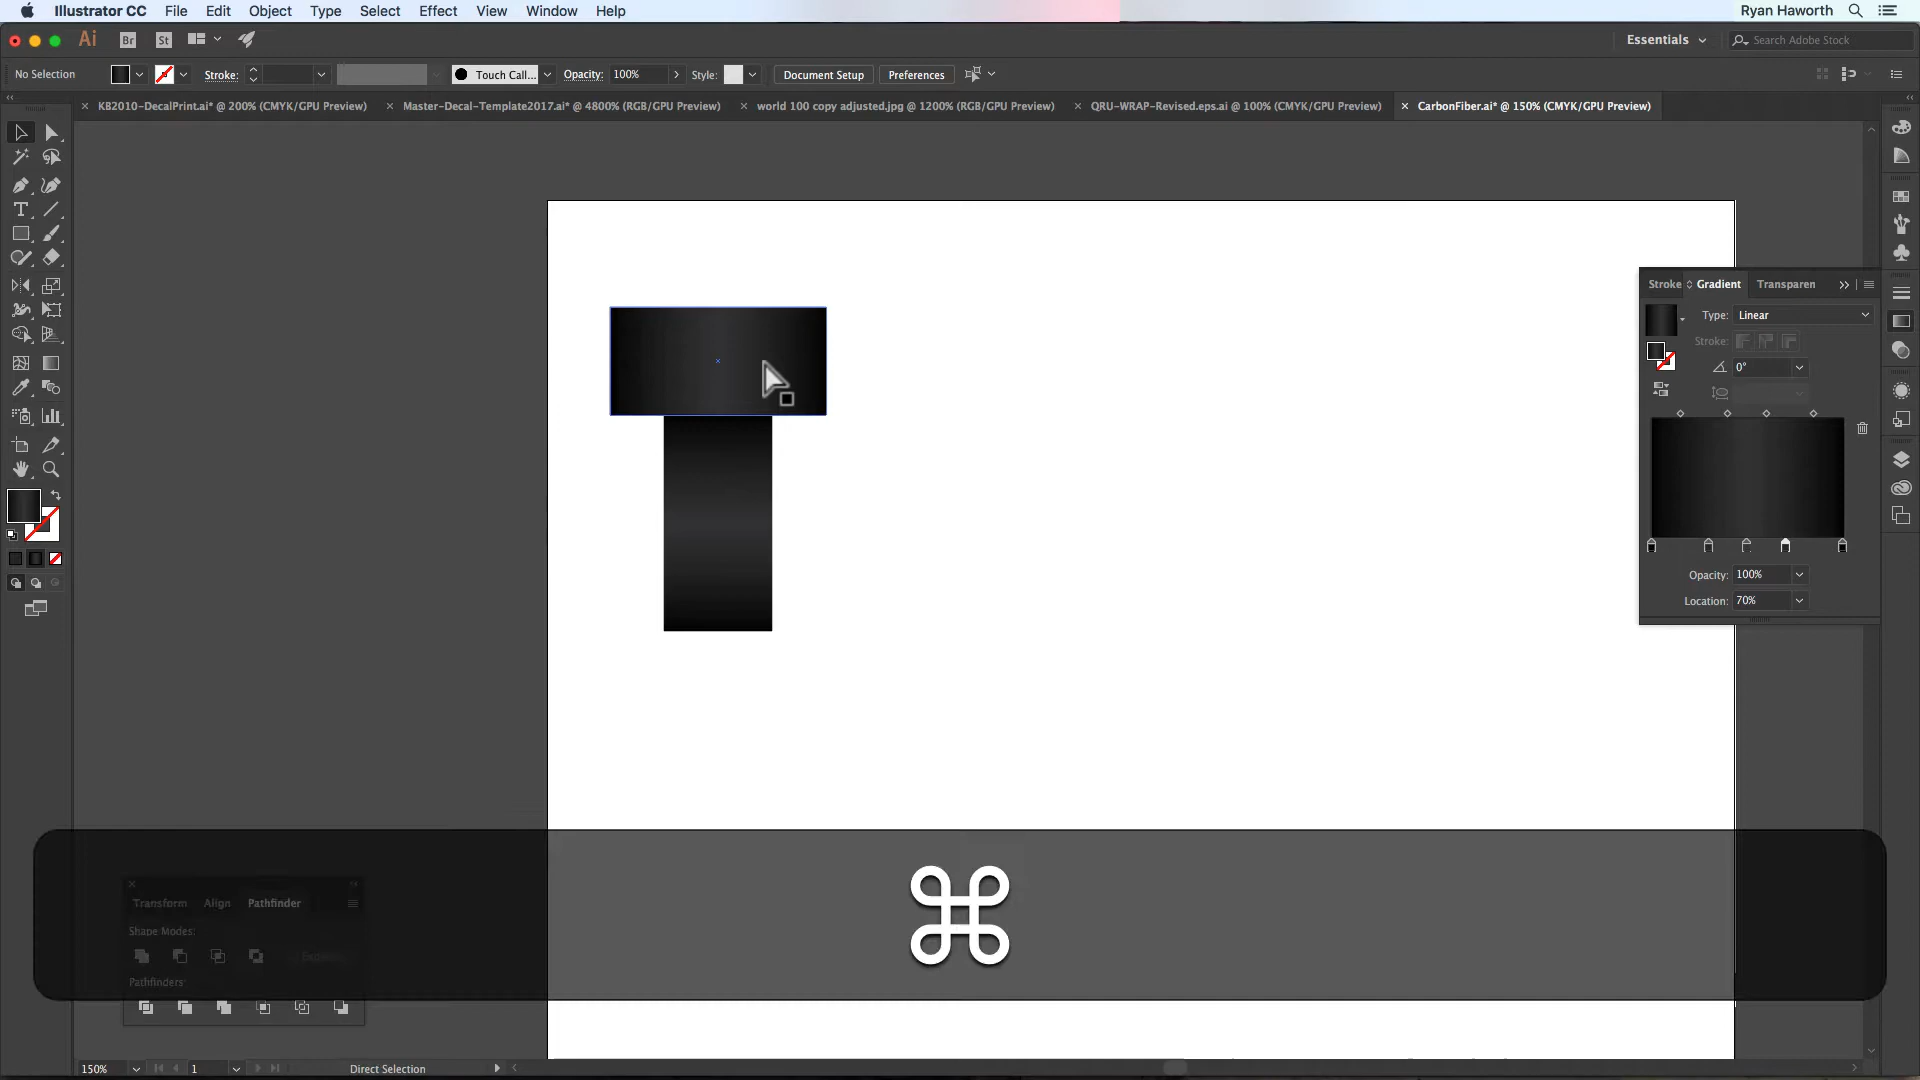 Illustrator CC File Edit Object Type Select Effect View Window Help Ryan Haworth
Ai Br St Essentials Search Adobe Stock
No Selection Stroke: Touch Call... Opacity: 100% Style: Document Setup Preferences
KB2010-DecalPrint.ai* @ 200% (CMYK/GPU Preview) Master-Decal-Template2017.ai* @ 4800% (RGB/GPU Preview) world 100 copy adjusted.jpg @ 1200% (RGB/GPU Preview) QRU-WRAP-Revised.eps.ai @ 100% (CMYK/GPU Preview) CarbonFiber.ai* @ 150% (CMYK/GPU Preview)
Stroke Gradient Transparen
Type: Linear
Stroke:
0°
Opacity: 100%
Location: 70%
⌘
Transform Align Pathfinder
Shape Modes:
Pathfinders:
150% 1 Direct Selection